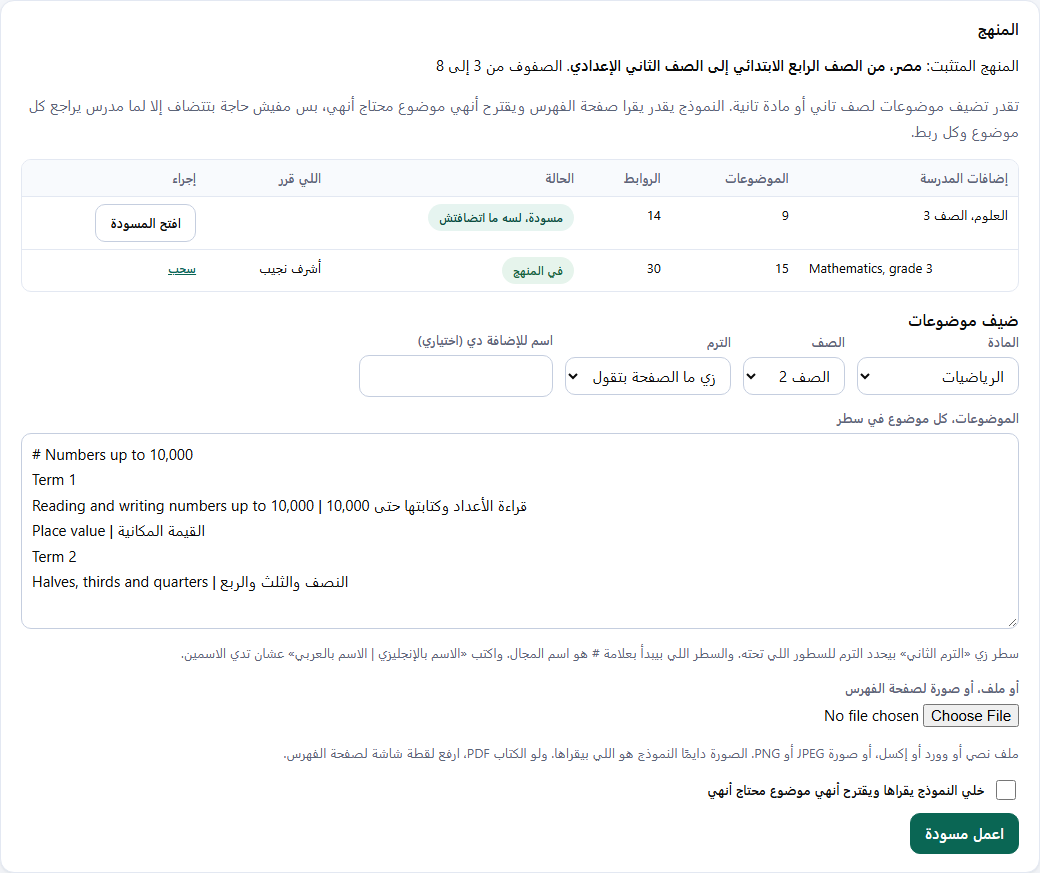 المنهج
المنهج المتثبت: مصر، من الصف الرابع الابتدائي إلى الصف الثاني الإعدادي. الصفوف من 3 إلى 8
تقدر تضيف موضوعات لصف تاني أو مادة تانية. النموذج يقدر يقرا صفحة الفهرس ويقترح أنهي موضوع محتاج أنهي، بس مفيش حاجة بتتضاف إلا لما مدرس يراجع كل
موضوع وكل ربط.
إضافات المدرسة الموضوعات الروابط الحالة اللي قرر إجراء
العلوم، الصف 3 9 14 مسودة، لسه ما اتضافتش افتح المسودة
Mathematics, grade 3 15 30 في المنهج أشرف نجيب سحب
ضيف موضوعات
المادة الصف الترم اسم للإضافة دي (اختياري)
الرياضيات الصف 2 زي ما الصفحة بتقول
الموضوعات، كل موضوع في سطر
# Numbers up to 10,000
Term 1
Reading and writing numbers up to 10,000 | قراءة الأعداد وكتابتها حتى 10,000
Place value | القيمة المكانية
Term 2
Halves, thirds and quarters | النصف والثلث والربع
سطر زي «الترم الثاني» بيحدد الترم للسطور اللي تحته. والسطر اللي بيبدأ بعلامة # هو اسم المجال. واكتب «الاسم بالإنجليزي | الاسم بالعربي» عشان تدي الاسمين.
أو ملف، أو صورة لصفحة الفهرس
Choose File No file chosen
ملف نصي أو وورد أو إكسل، أو صورة JPEG أو PNG. الصورة دايمًا النموذج هو اللي بيقراها. ولو الكتاب PDF، ارفع لقطة شاشة لصفحة الفهرس.
خلي النموذج يقراها ويقترح أنهي موضوع محتاج أنهي
اعمل مسودة